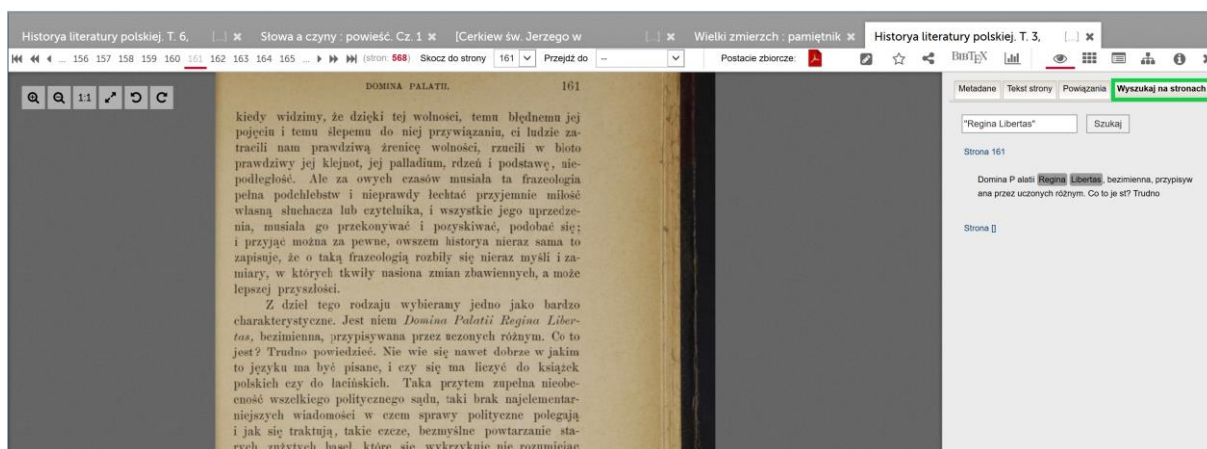 Historya literatury polskiej. T. 6, [...] ×
Słowa a czyny : powieść. Cz. 1 ×
[Cerkiew św. Jerzego w [...] ×
Wielki zmierzch : pamiętnik ×
Historya literatury polskiej. T. 3, [...] ×
... 156 157 158 159 160 161 162 163 164 165 ... (stron: 568) Skocz do strony 161 Przejdź do -- Postacie zbiorcze: BIBTEX
1:1
DOMINA PALATII. 161
kiedy widzimy, że dzięki tej wolności, temu błędnemu jej
pojęciu i temu ślepemu do niej przywiązaniu, ci ludzie za-
tracili nam prawdziwą źrenicę wolności, rzucili w błoto
prawdziwy jej klejnot, jej palladium, rdzeń i podstawę, nie-
podległość. Ale za owych czasów musiała ta frazeologia
pełna podchlebstw i nieprawdy łechtać przyjemnie miłość
własną słuchacza lub czytelnika, i wszystkie jego uprzedze-
nia, musiała go przekonywać i pozyskiwać, podobać się;
i przyjąć można za pewne, owszem historya nieraz sama to
zapisuje, że o taką frazeologią rozbiły się nieraz myśli i za-
miary, w których tkwiły nasiona zmian zbawiennych, a może
lepszej przyszłości.
Z dzieł tego rodzaju wybieramy jedno jako bardzo
charakterystyczne. Jest niem Domina Palatii Regina Liber-
tas, bezimienna, przypisywana przez uczonych różnym. Co to
jest? Trudno powiedzieć. Nie wie się nawet dobrze w jakim
to języku ma być pisane, i czy się ma liczyć do książek
polskich czy do łacińskich. Taka przytem zupełna nieobe-
cność wszelkiego politycznego sądu, taki brak najelementar-
niejszych wiadomości w czem sprawy polityczne polegają
i jak się traktują, takie czcze, bezmyślne powtarzanie sta-
rych zużytych haseł, które się wykrzykuje nie rozumiejąc
Metadane Tekst strony Powiązania Wyszukaj na stronach
"Regina Libertas" Szukaj
Strona 161
Domina P alatii Regina Libertas, bezimienna, przypisyw
ana przez uczonych różnym. Co to je st? Trudno
Strona []